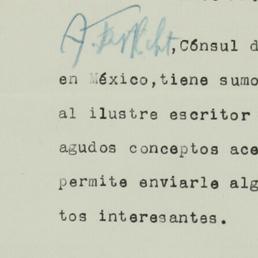 , Cónsul d
en México, tiene sumo
al ilustre escritor
agudos conceptos ace
permite enviarle alg
tos interesantes.